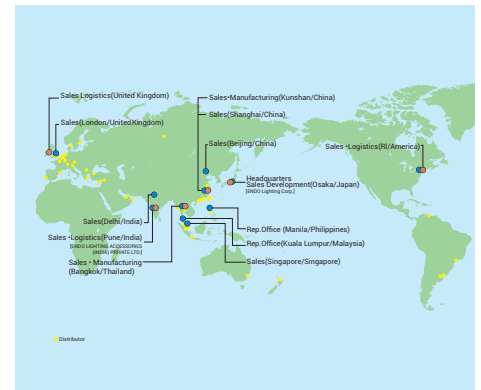 Sales Logistics(United Kingdom)
Sales(London/United Kingdom)
Sales•Manufacturing(Kunshan/China)
Sales(Shanghai/China)
Sales(Beijing/China)
Sales •Logistics(RI/America)
Headquarters
Sales Development(Osaka/Japan)
[ENDO Lighting Corp.]
Sales(Delhi/India)
Sales •Logistics(Pune/India)
[ENDO LIGHTING ACCESSORIES
(INDIA) PRIVATE LTD.]
Sales • Manufacturing
(Bangkok/Thailand)
Rep.Office (Manila/Philippines)
Rep.Office(Kuala Lumpur/Malaysia)
Sales(Singapore/Singapore)
Distributor